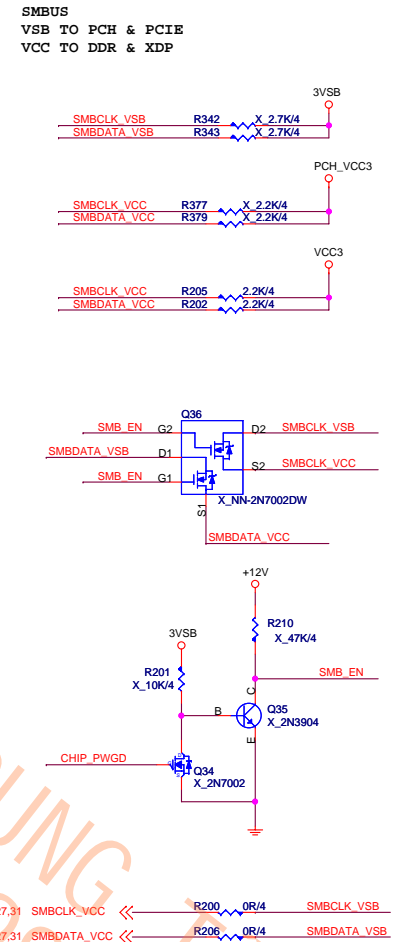 SMBUS
VSB TO PCH & PCIE
VCC TO DDR & XDP
3VSB
SMBCLK_VSB R342 X_2.7K/4
SMBDATA_VSB R343 X_2.7K/4
PCH_VCC3
SMBCLK_VCC R377 X_2.2K/4
SMBDATA_VCC R379 X_2.2K/4
VCC3
SMBCLK_VCC R205 2.2K/4
SMBDATA_VCC R202 2.2K/4
Q36
SMB_EN G2 D2 SMBCLK_VSB
SMBDATA_VSB D1
S2 SMBCLK_VCC
SMB_EN G1
X_NN-2N7002DW
S1
SMBDATA_VCC
+12V
R210
X_47K/4
3VSB
R201
X_10K/4
SMB_EN
C
B
Q35
X_2N3904
E
CHIP_PWGD
Q34
X_2N7002
27,31 SMBCLK_VCC R200 0R/4 SMBCLK_VSB
27,31 SMBDATA_VCC R206 0R/4 SMBDATA_VSB